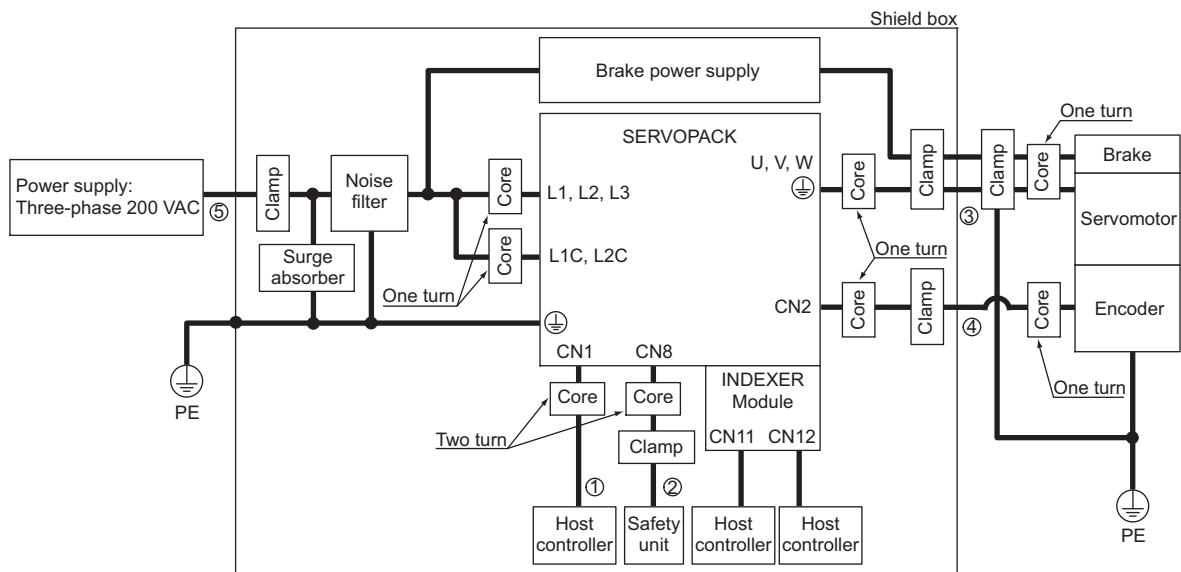 Shield box
Brake power supply
One turn
SERVOPACK
Brake
U, V, W
Power supply:
Three-phase 200 VAC
⑤
Clamp
Noise
filter
Core
L1, L2, L3
Core
Clamp
Clamp
Core
③
Servomotor
Surge
absorber
Core
L1C, L2C
One turn
One turn
CN2
Core
Clamp
④
Core
Encoder
PE
CN1
CN8
INDEXER
Module
One turn
Core
Core
Two turn
Clamp
CN11
CN12
①
②
Host
controller
Safety
unit
Host
controller
Host
controller
PE